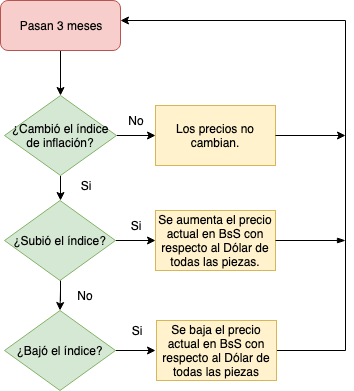 Pasan 3 meses
¿Cambió el índice
de inflación?
No
Los precios no
cambian.
Si
¿Subió el índice?
Si
Se aumenta el precio
actual en BsS con
respecto al Dólar de
todas las piezas.
No
¿Bajó el índice?
Si
Se baja el precio
actual en BsS con
respecto al Dólar de
todas las piezas